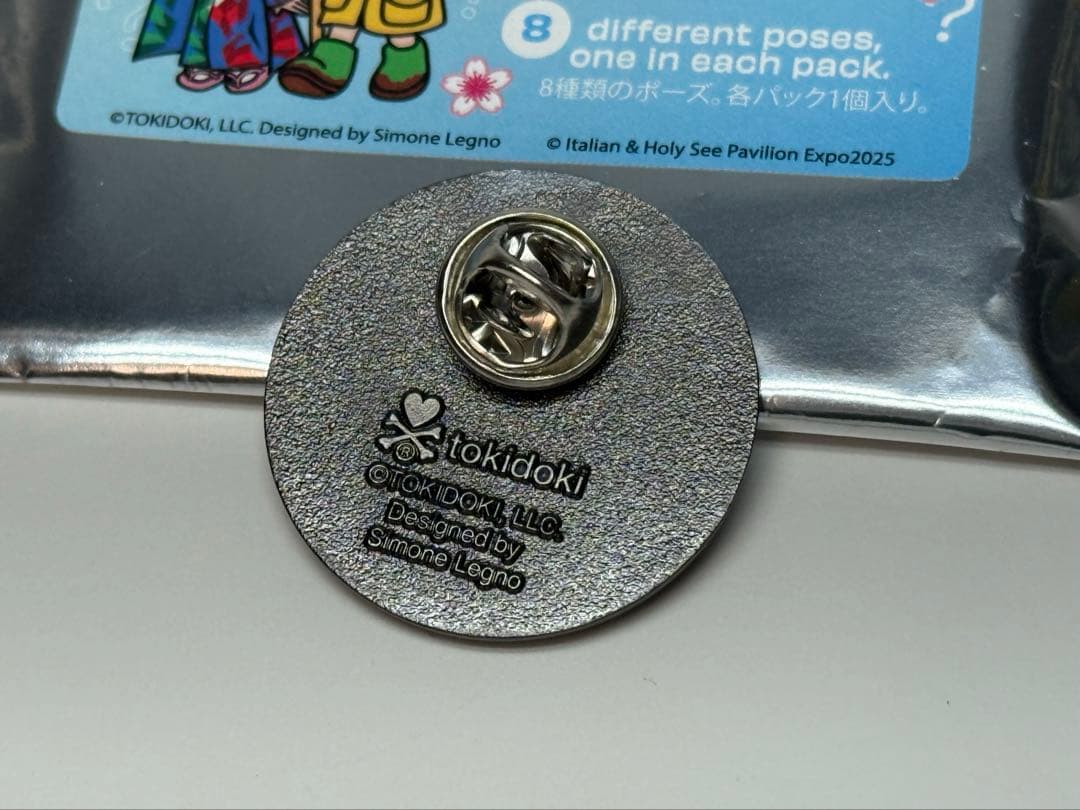 8 different poses,
one in each pack.
8種類のポーズ。各パック1個入り。
?
©TOKIDOKI, LLC. Designed by Simone Legno
© Italian & Holy See Pavilion Expo2025
® tokidoki
©TOKIDOKI, LLC.
Designed by
Simone Legno